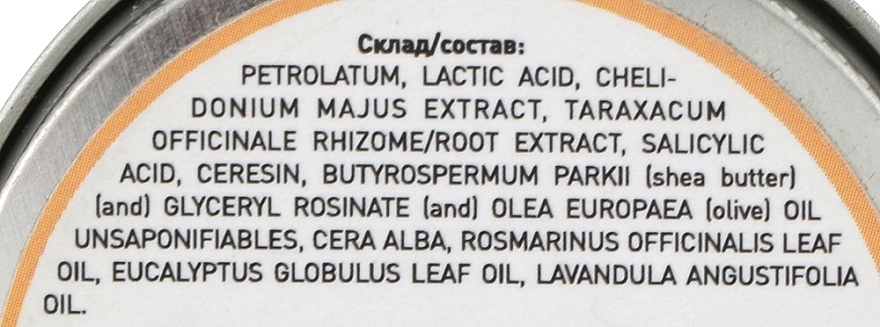 Склад/состав:
PETROLATUM, LACTIC ACID, CHELI-
DONIUM MAJUS EXTRACT, TARAXACUM
OFFICINALE RHIZOME/ROOT EXTRACT, SALICYLIC
ACID, CERESIN, BUTYROSPERMUM PARKII (shea butter)
(and) GLYCERYL ROSINATE (and) OLEA EUROPAEA (olive) OIL
UNSAPONIFIABLES, CERA ALBA, ROSMARINUS OFFICINALIS LEAF
OIL, EUCALYPTUS GLOBULUS LEAF OIL, LAVANDULA ANGUSTIFOLIA
OIL.